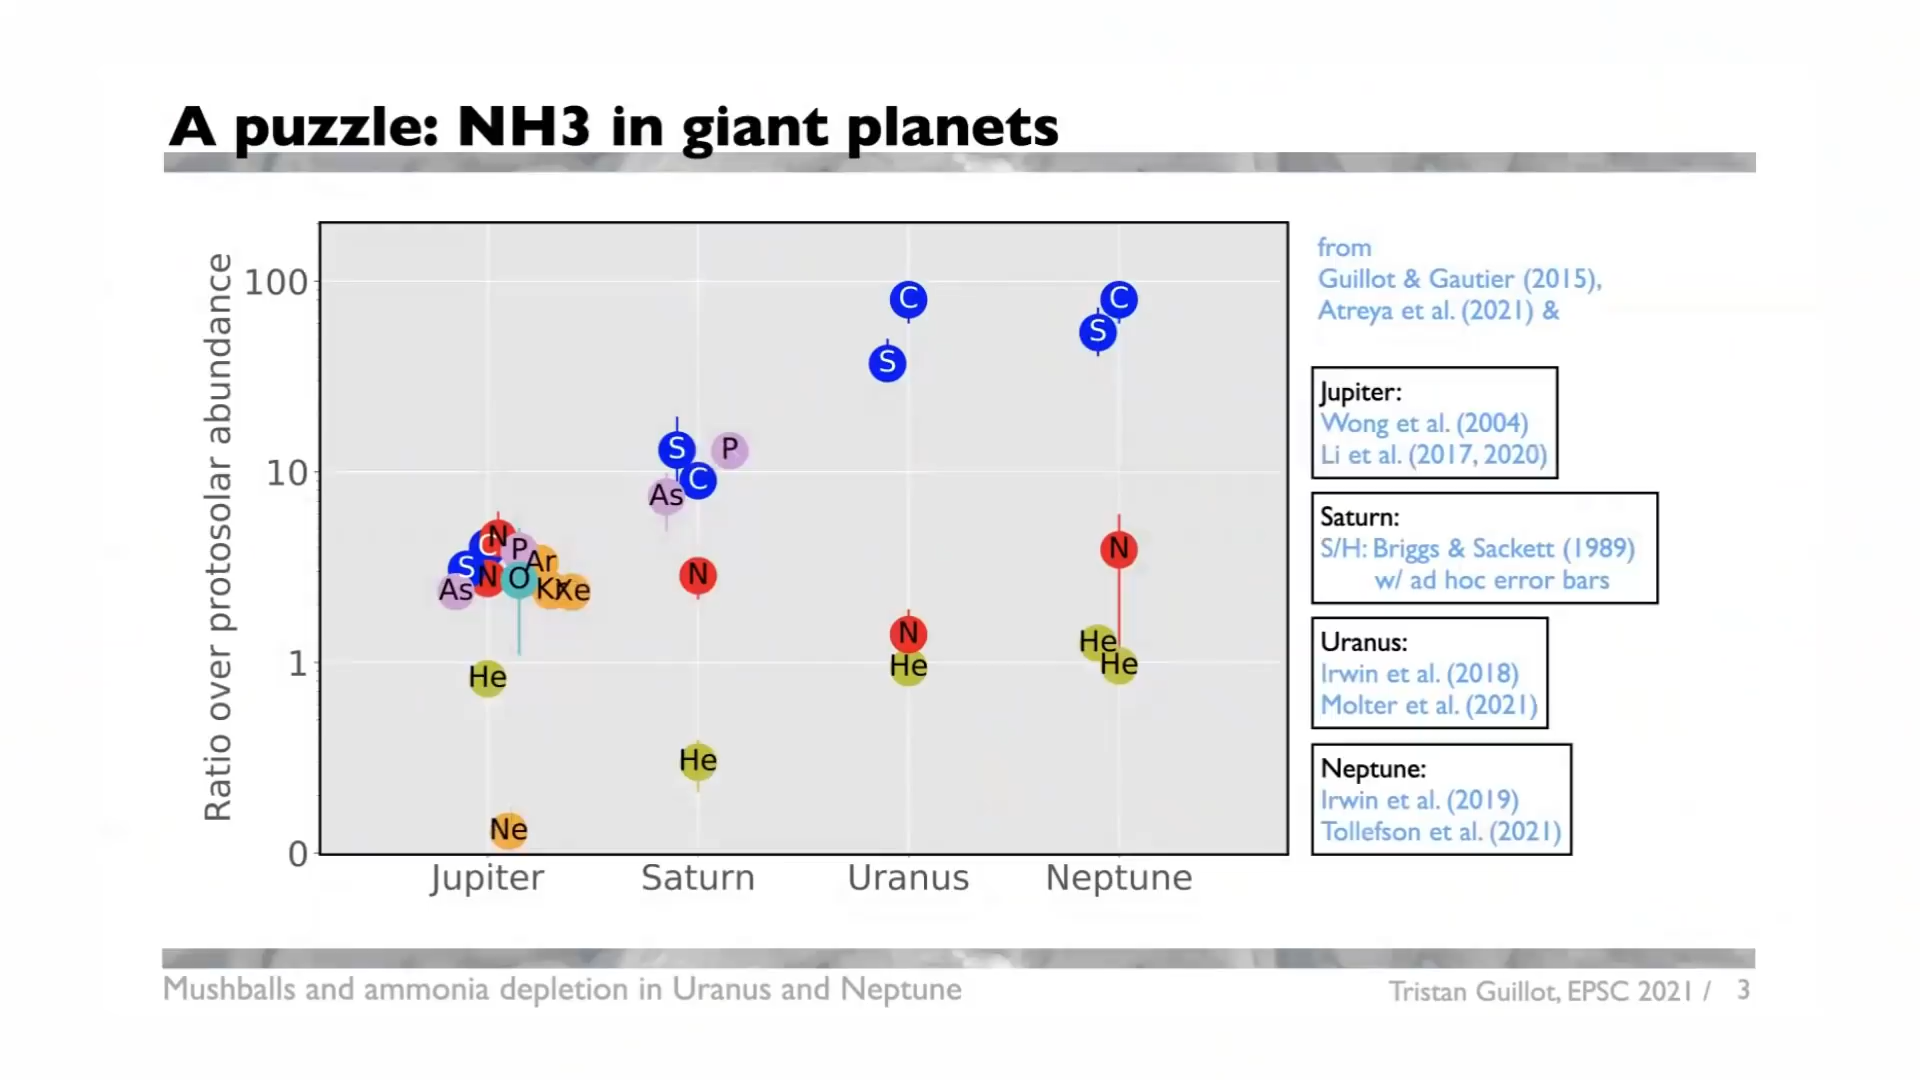 A puzzle: NH3 in giant planets
Ratio over protosolar abundance
100
10
1
0
C
C
S
S
S
P
C
As
N
N
C
P
Ar
S
N
O
As
Kr
Xe
N
N
He
He
He
He
He
Ne
Jupiter
Saturn
Uranus
Neptune
from
Guillot & Gautier (2015),
Atreya et al. (2021) &
Jupiter:
Wong et al. (2004)
Li et al. (2017, 2020)
Saturn:
S/H: Briggs & Sackett (1989)
w/ ad hoc error bars
Uranus:
Irwin et al. (2018)
Molter et al. (2021)
Neptune:
Irwin et al. (2019)
Tollefson et al. (2021)
Mushballs and ammonia depletion in Uranus and Neptune
Tristan Guillot, EPSC 2021 / 3